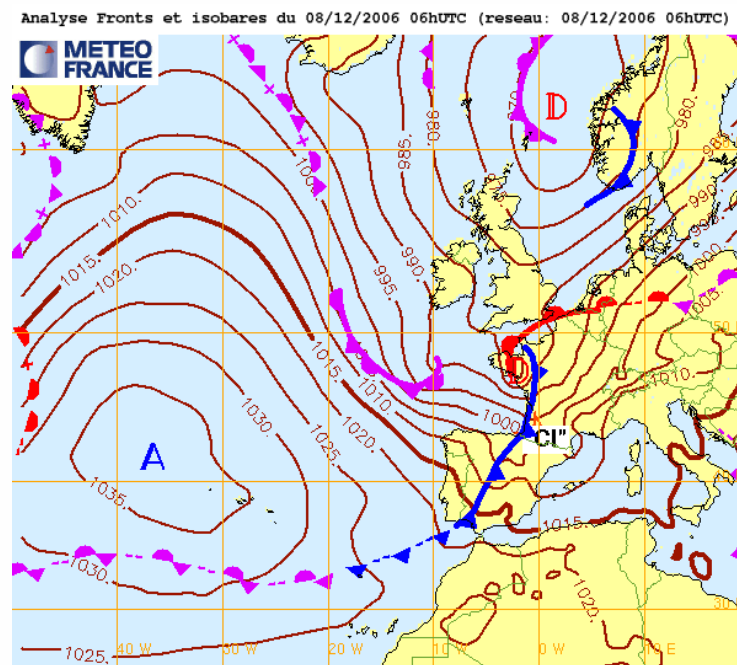 Analyse Fronts et isobares du 08/12/2006 06hUTC (reseau: 08/12/2006 06hUTC)
METEO
FRANCE
D
980.
985.
980.
985.
990.
1010.
1015.
1020.
995.
990.
1000.
1005.
50
1015.
1010.
D
1010.
1030.
1025.
1020.
1000.
CI"
A
1035.
40
1015.
1030.
1020.
30
40 W
30 W
20 W
10 W
0 W
10 E
1025.